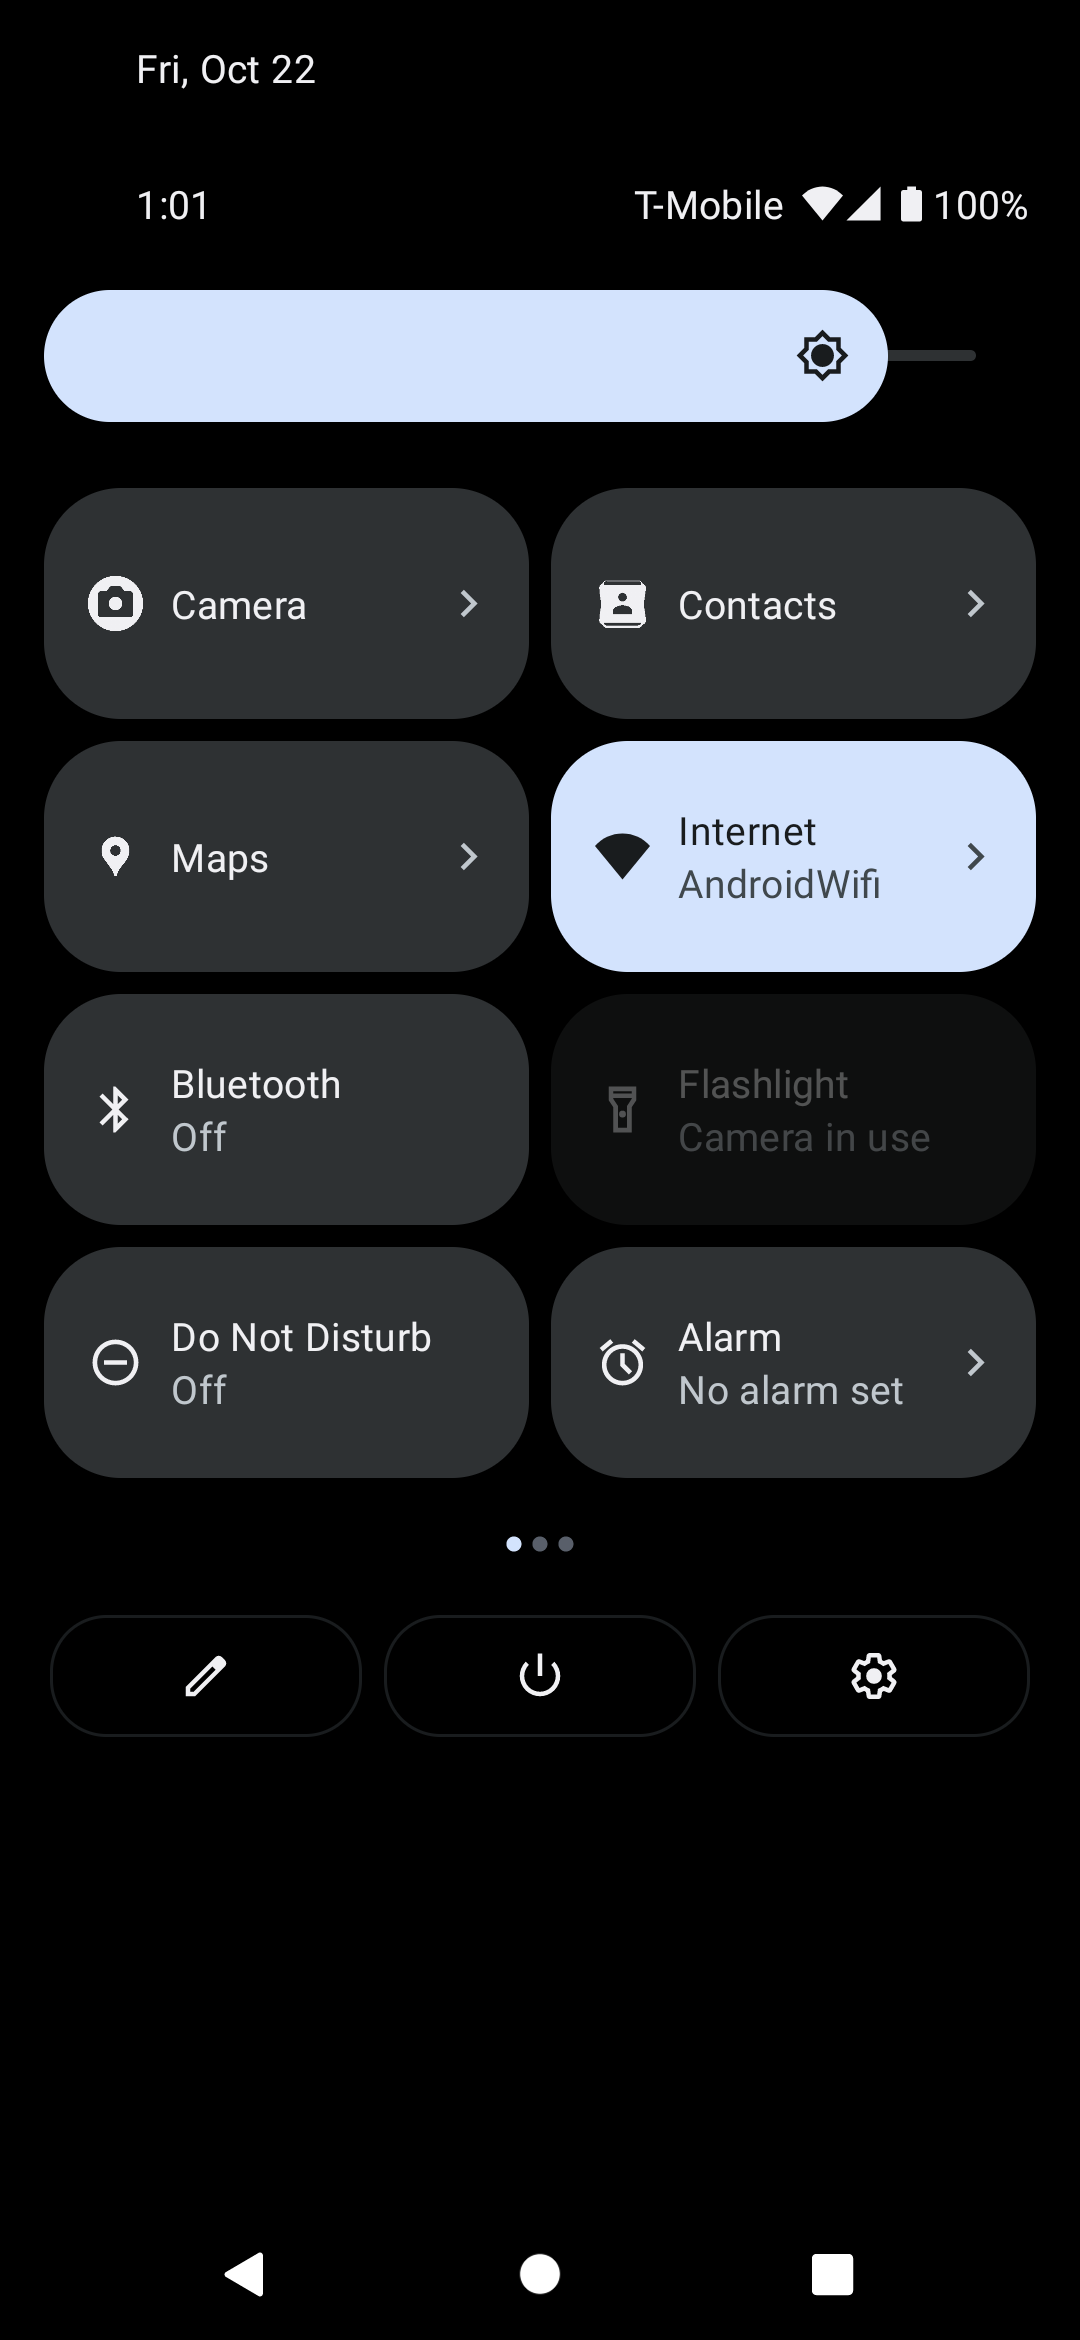 Fri, Oct 22
1:01
T-Mobile 100%
Camera
Contacts
Maps
Internet
AndroidWifi
Bluetooth
Off
Flashlight
Camera in use
Do Not Disturb
Off
Alarm
No alarm set